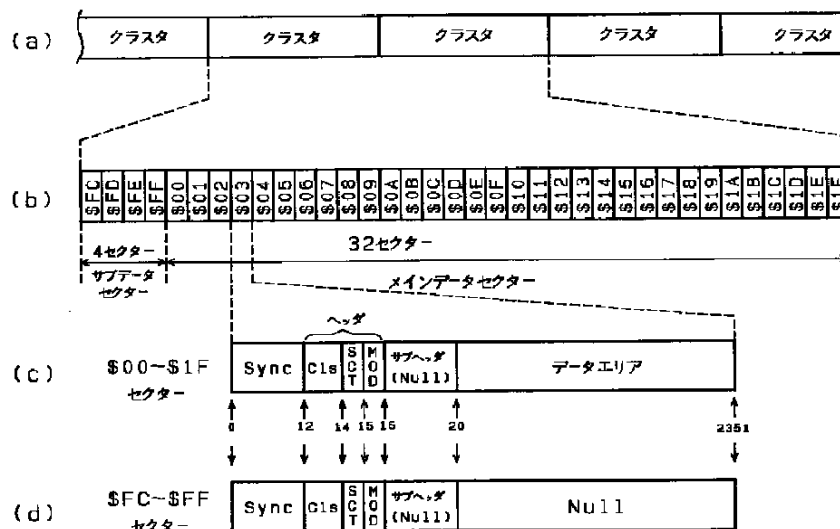 (a) クラスタ クラスタ クラスタ クラスタ クラスタ
(b) $FC $FD $FE $FF $00 $01 $02 $03 $04 $05 $06 $07 $08 $09 $0A $0B $0C $0D $0E $0F $10 $11 $12 $13 $14 $15 $16 $17 $18 $19 $1A $1B $1C $1D $1E
4セクター 32セクター
サブデータ
セクター
メインデータセクター
ヘッダ
(c) $00~$1F
セクター
Sync Cls SCT MOD サブヘッダ
(Null) データエリア
0 12 14 15 16 20 2351
(d) $FC~$FF
セクター
Sync Cls SCT MOD サブヘッダ
(Null) Null